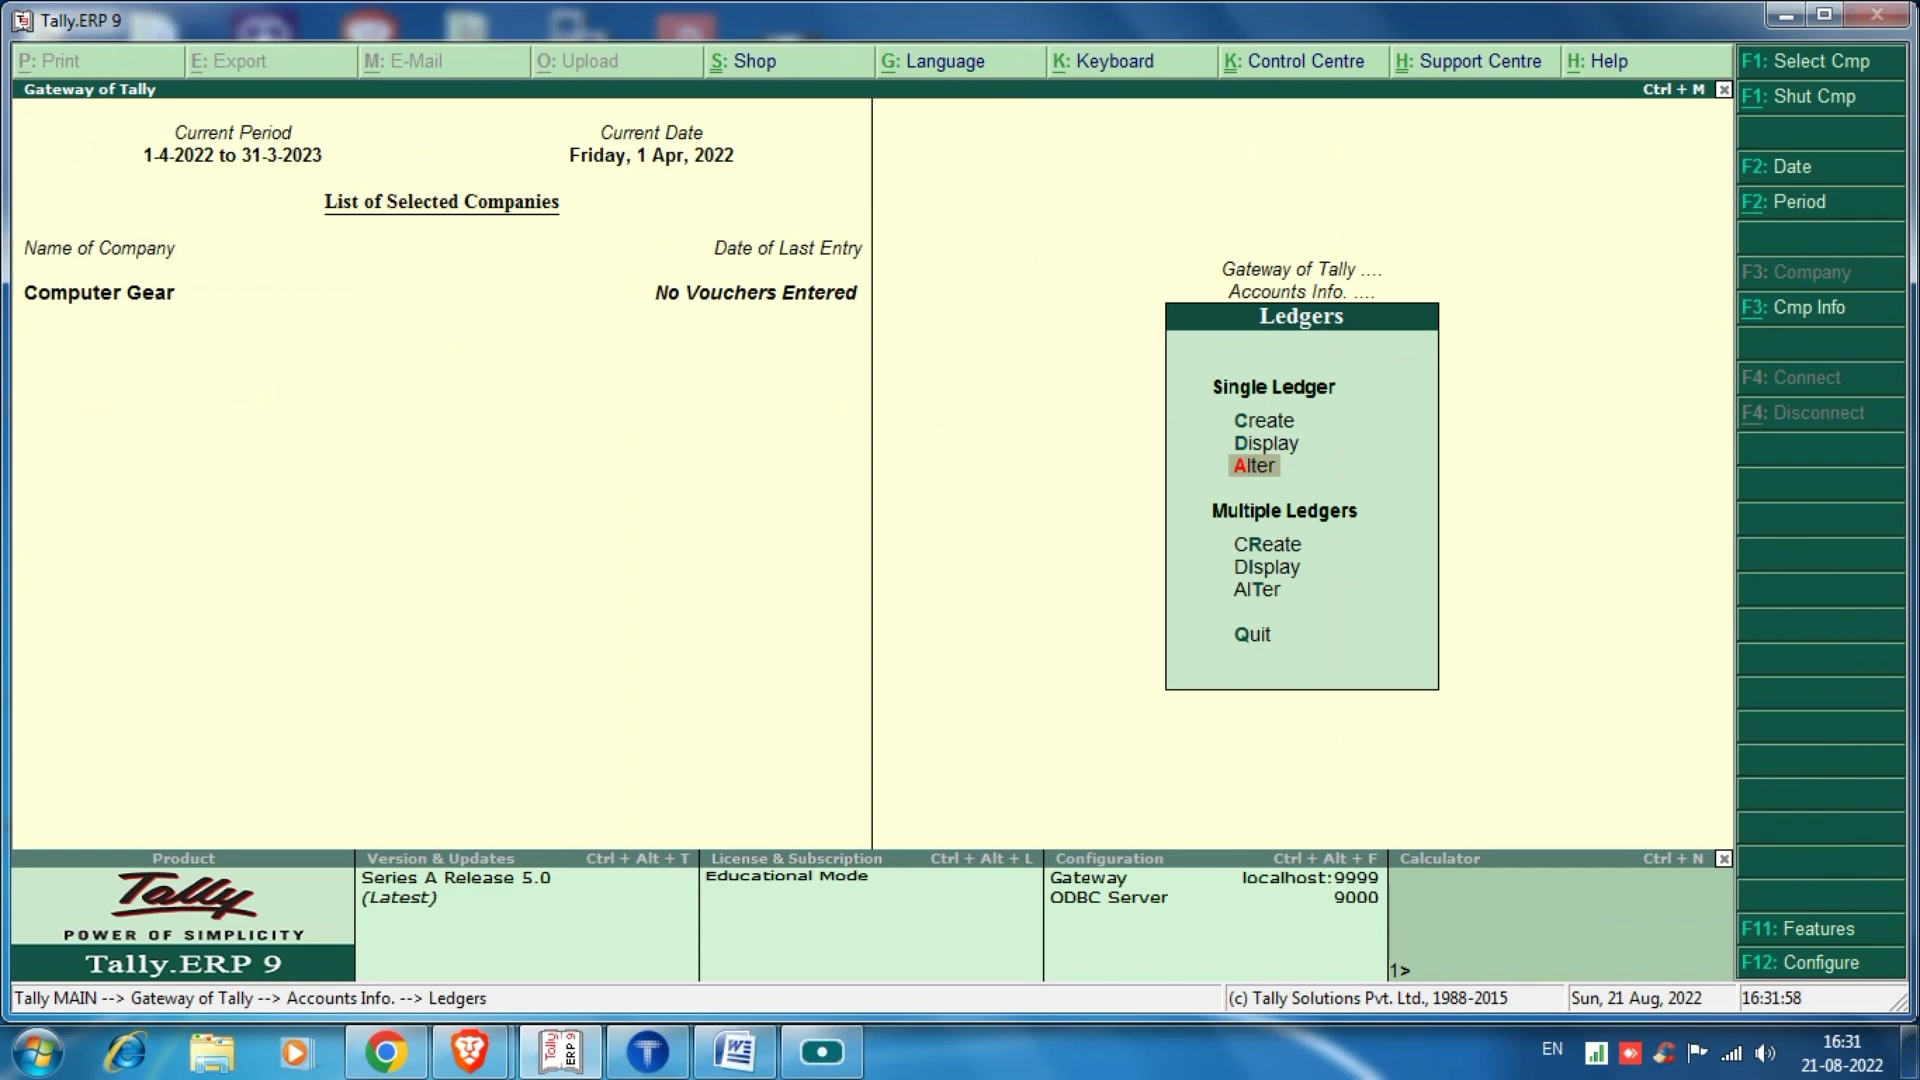 Tally.ERP 9
P: Print
E: Export
M: E-Mail
O: Upload
S: Shop
G: Language
K: Keyboard
K: Control Centre
H: Support Centre
H: Help
Gateway of Tally
Ctrl + M
Current Period
1-4-2022 to 31-3-2023
Current Date
Friday, 1 Apr, 2022
List of Selected Companies
Name of Company
Date of Last Entry
Computer Gear
No Vouchers Entered
Gateway of Tally ....
Accounts Info. ....
Ledgers
Single Ledger
Create
Display
Alter
Multiple Ledgers
CReate
DIsplay
AlTer
Quit
F1: Select Cmp
F1: Shut Cmp
F2: Date
F2: Period
F3: Company
F3: Cmp Info
F4: Connect
F4: Disconnect
F11: Features
F12: Configure
Product
Tally
POWER OF SIMPLICITY
Tally.ERP 9
Version & Updates
Ctrl + Alt + T
Series A Release 5.0
(Latest)
License & Subscription
Ctrl + Alt + L
Educational Mode
Configuration
Ctrl + Alt + F
Gateway
localhost:9999
ODBC Server
9000
Calculator
Ctrl + N
1>
Tally MAIN --> Gateway of Tally --> Accounts Info. --> Ledgers
(c) Tally Solutions Pvt. Ltd., 1988-2015
Sun, 21 Aug, 2022
16:31:58
Tally
ERP 9
EN
16:31
21-08-2022